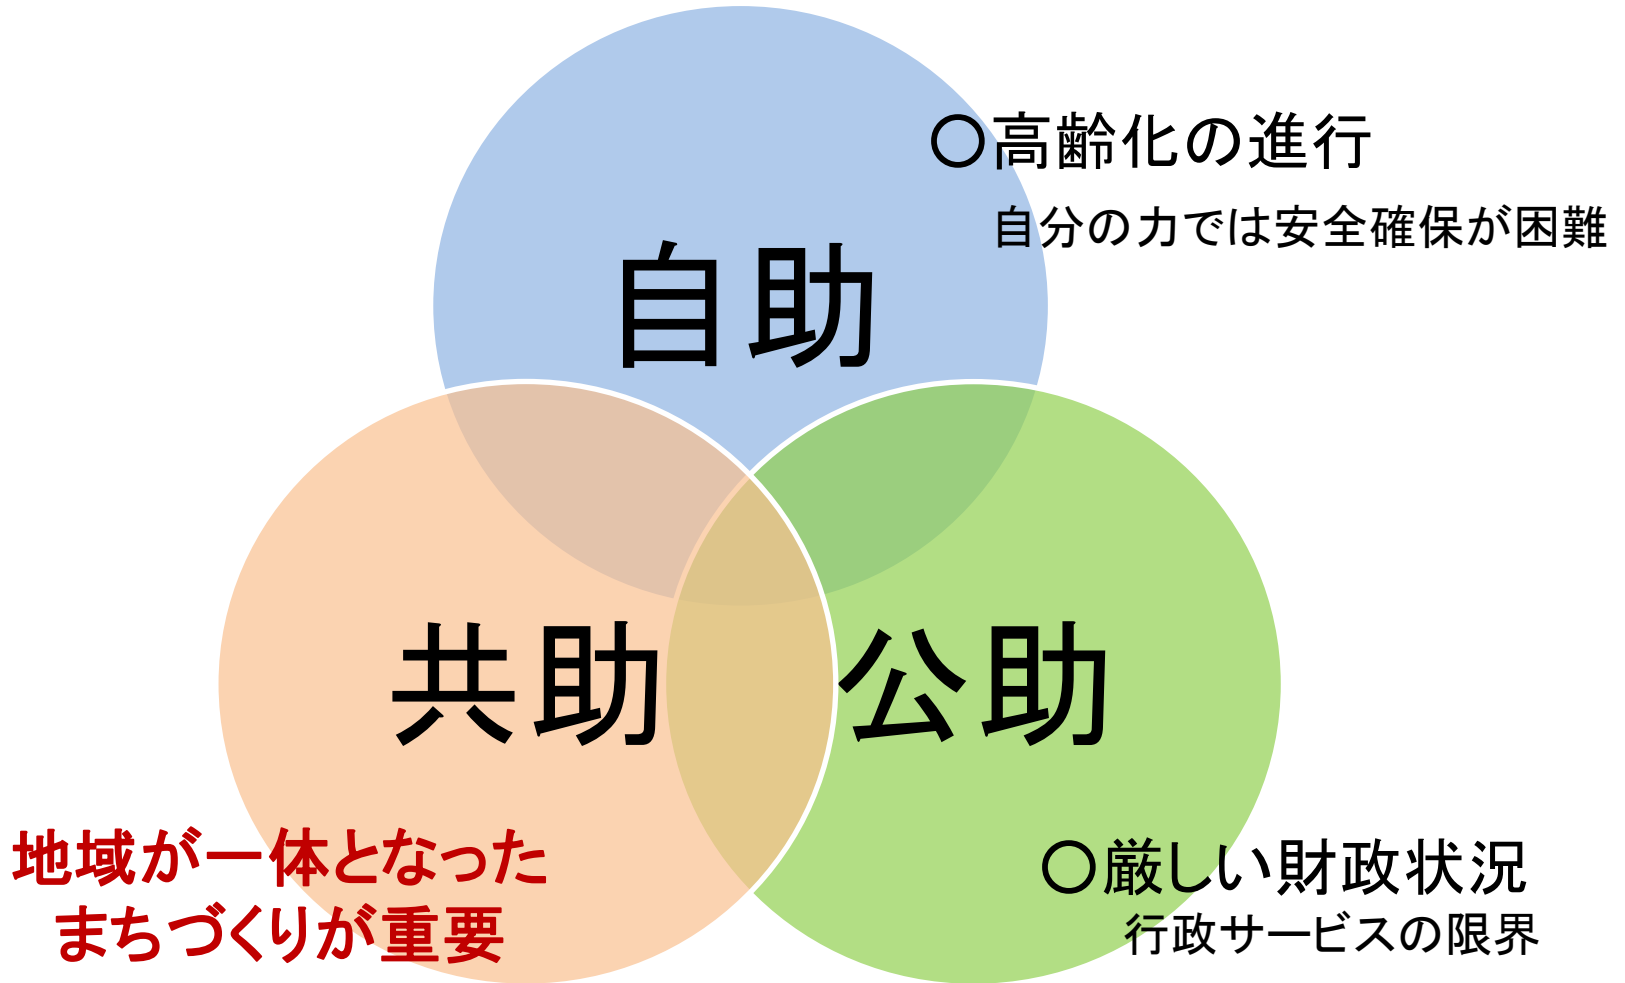 〇高齢化の進行
自分の力では安全確保が困難
自助
共助
公助
地域が一体となった
まちづくりが重要
〇厳しい財政状況
行政サービスの限界